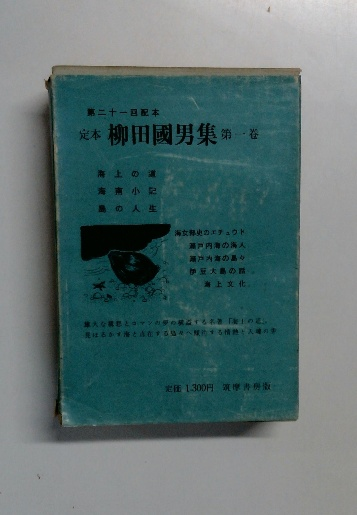 第二十一回配本
定本 柳田國男集 第一卷
海上の道
海南小記
島の人生
海女部史のエチュウド
瀬戸内海の海人
瀬戸内海の島々
伊豆大島の話
海上文化
定価 1,300円 筑摩書房版